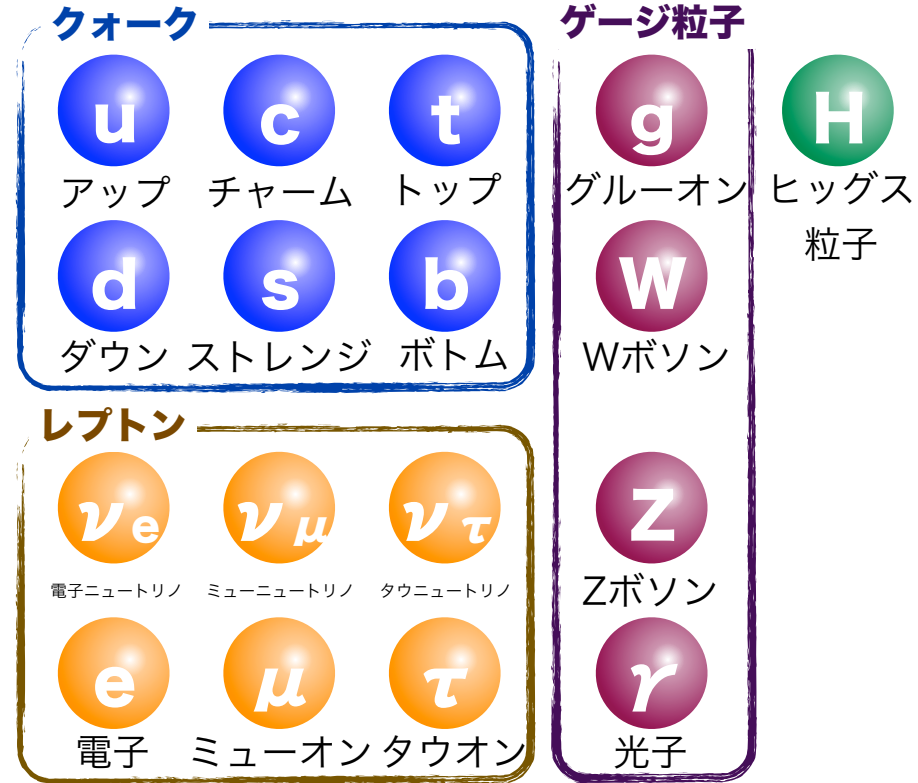 クォーク
u c t
アップ チャーム トップ
d s b
ダウン ストレンジ ボトム
レプトン
νe νμ ντ
電子ニュートリノ ミューニュートリノ タウニュートリノ
e μ τ
電子 ミューオン タウオン
ゲージ粒子
g
グルーオン
W
Wボソン
Z
Zボソン
γ
光子
H
ヒッグス
粒子